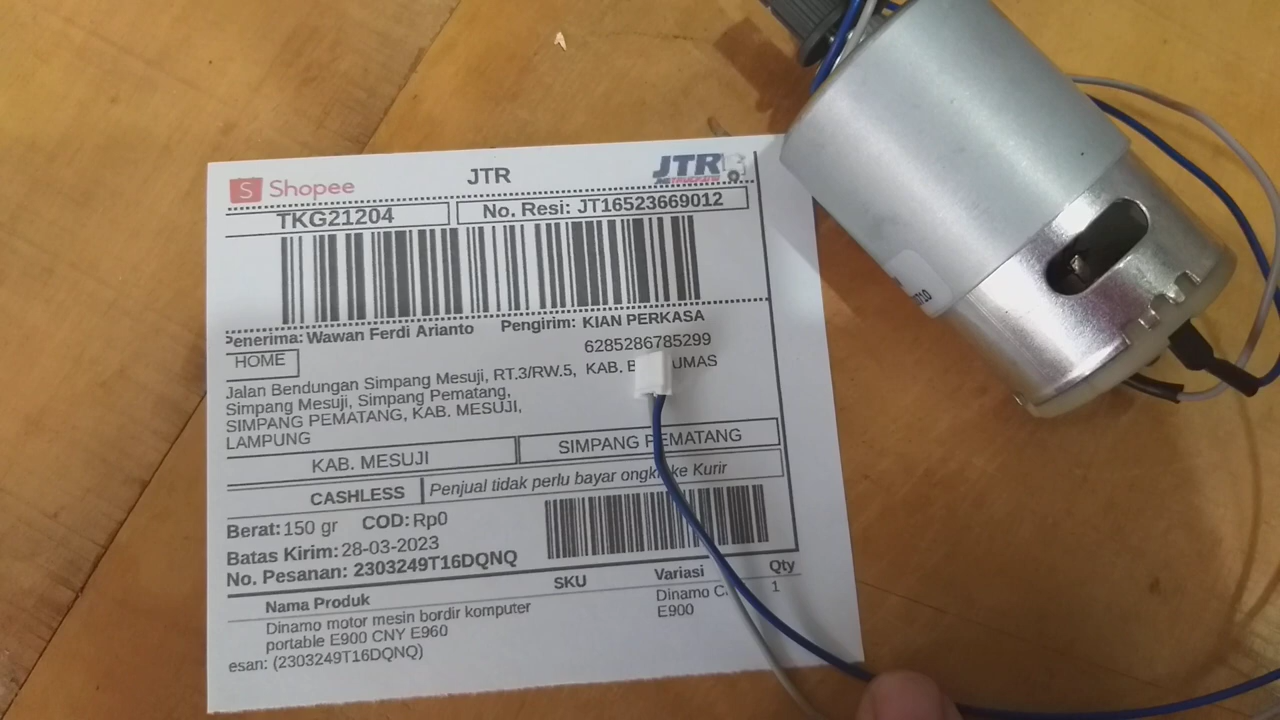 Shopee
JTR
JTR
TRUCKING
TKG21204
No. Resi: JT16523669012
Penerima: Wawan Ferdi Arianto
Pengirim: KIAN PERKASA
6285286785299
HOME
KAB. B UMAS
Jalan Bendungan Simpang Mesuji, RT.3/RW.5,
Simpang Mesuji, Simpang Pematang,
SIMPANG PEMATANG, KAB. MESUJI,
LAMPUNG
KAB. MESUJI
SIMPANG PEMATANG
CASHLESS
Penjual tidak perlu bayar ongkir ke Kurir
Berat: 150 gr
COD: Rp0
Batas Kirim: 28-03-2023
No. Pesanan: 2303249T16DQNQ
Nama Produk
SKU
Variasi
Qty
Dinamo motor mesin bordir komputer
portable E900 CNY E960
Dinamo C.
E900
1
esan: (2303249T16DQNQ)